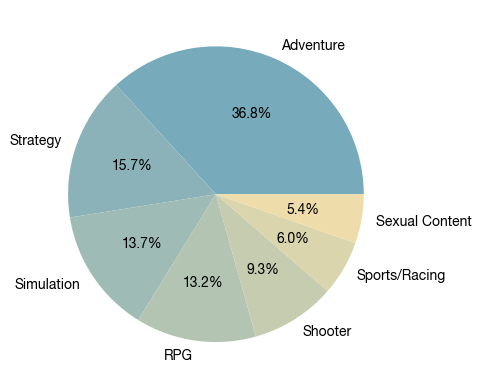 Adventure
36.8%
Strategy
15.7%
Simulation
13.7%
RPG
13.2%
Shooter
9.3%
Sports/Racing
6.0%
Sexual Content
5.4%